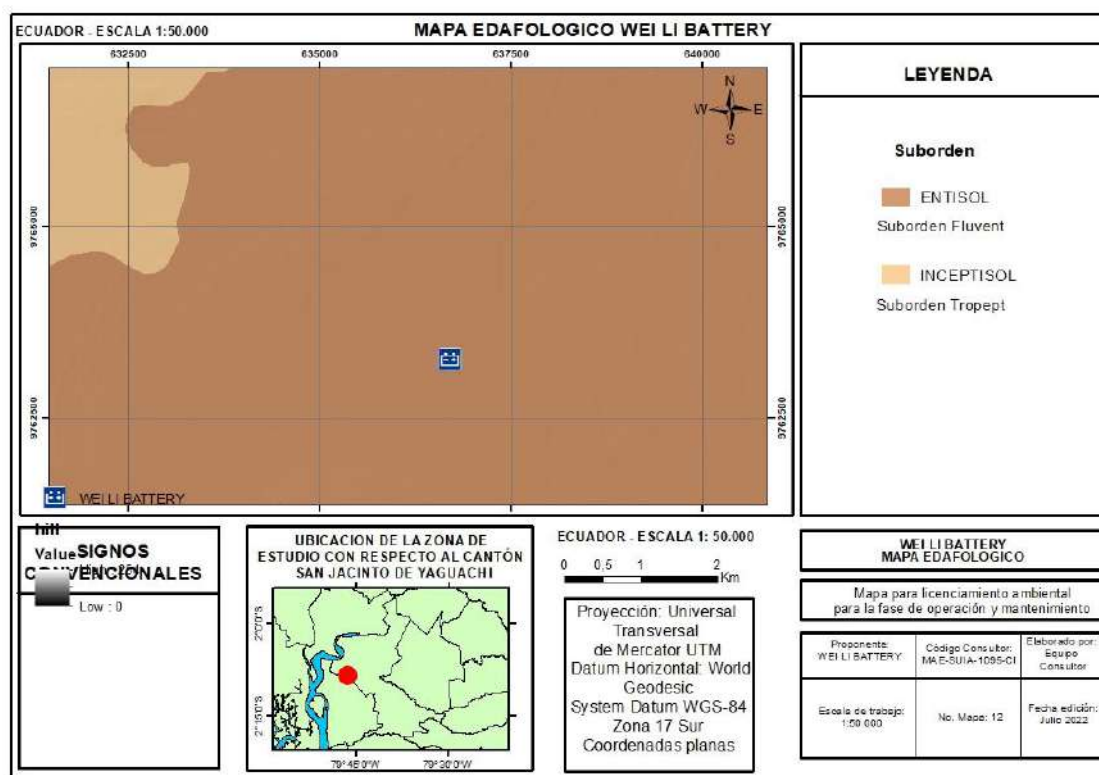 ECUADOR - ESCALA 1:50.000
MAPA EDAFOLOGICO WEI LI BATTERY
632500
635000
637500
640000
N
W
E
S
9765000
9765000
9762500
9762500
WEI LI BATTERY
LEYENDA
Suborden
ENTISOL
Suborden Fluvent
INCEPTISOL
Suborden Tropept
hill
Value
SIGNOS
CONVENCIONALES
Low : 0
UBICACION DE LA ZONA DE
ESTUDIO CON RESPECTO AL CANTÓN
SAN JACINTO DE YAGUACHI
2°0'0"S
2°15'0"S
79°45'0"W
79°30'0"W
ECUADOR - ESCALA 1: 50.000
0
0,5
1
2
Km
Proyección: Universal
Transversal
de Mercator UTM
Datum Horizontal: World
Geodesic
System Datum WGS-84
Zona 17 Sur
Coordenadas planas
WEI LI BATTERY
MAPA EDAFOLOGICO
Mapa para licenciamiento ambiental
para la fase de operación y mantenimiento
Proponente:
WEI LI BATTERY
Código Consultor:
MAE-SUIA-1095-CI
Elaborado por:
Equipo
Consultor
Escala de trabajo:
1:50 000
No. Mapa: 12
Fecha edición:
Julio 2022